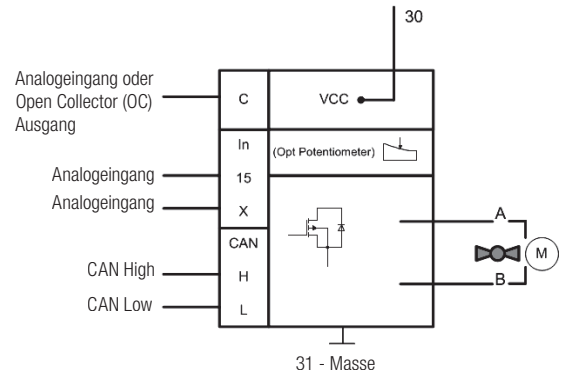 30
Analogeingang oder
Open Collector (OC)
Ausgang
C
VCC
In
(Opt Potentiometer)
Analogeingang
15
Analogeingang
X
A
CAN
M
CAN High
H
B
CAN Low
L
31 - Masse